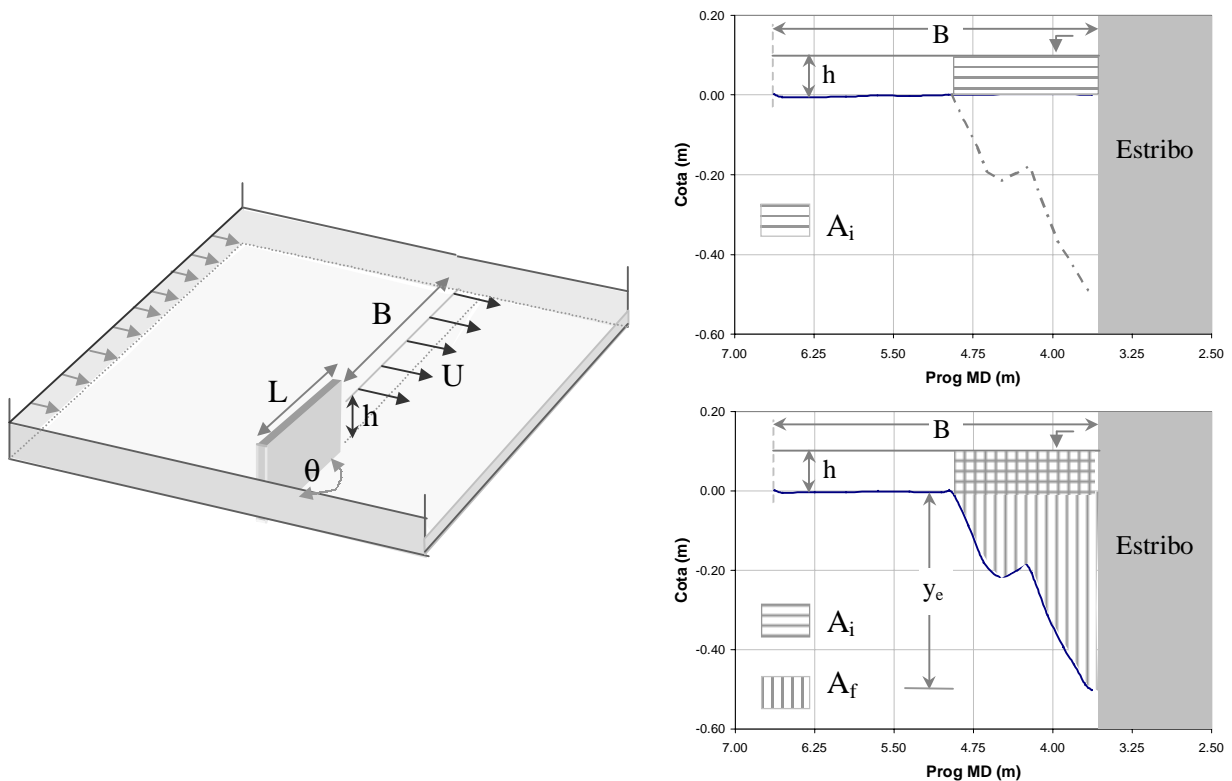 B
L
U
h
θ
0.20
0.00
-0.20
-0.40
-0.60
Cota (m)
B
h
Estribo
Ai
7.00 6.25 5.50 4.75 4.00 3.25 2.50
Prog MD (m)
0.20
0.00
-0.20
-0.40
-0.60
Cota (m)
B
h
Estribo
ye
Ai
Af
7.00 6.25 5.50 4.75 4.00 3.25 2.50
Prog MD (m)